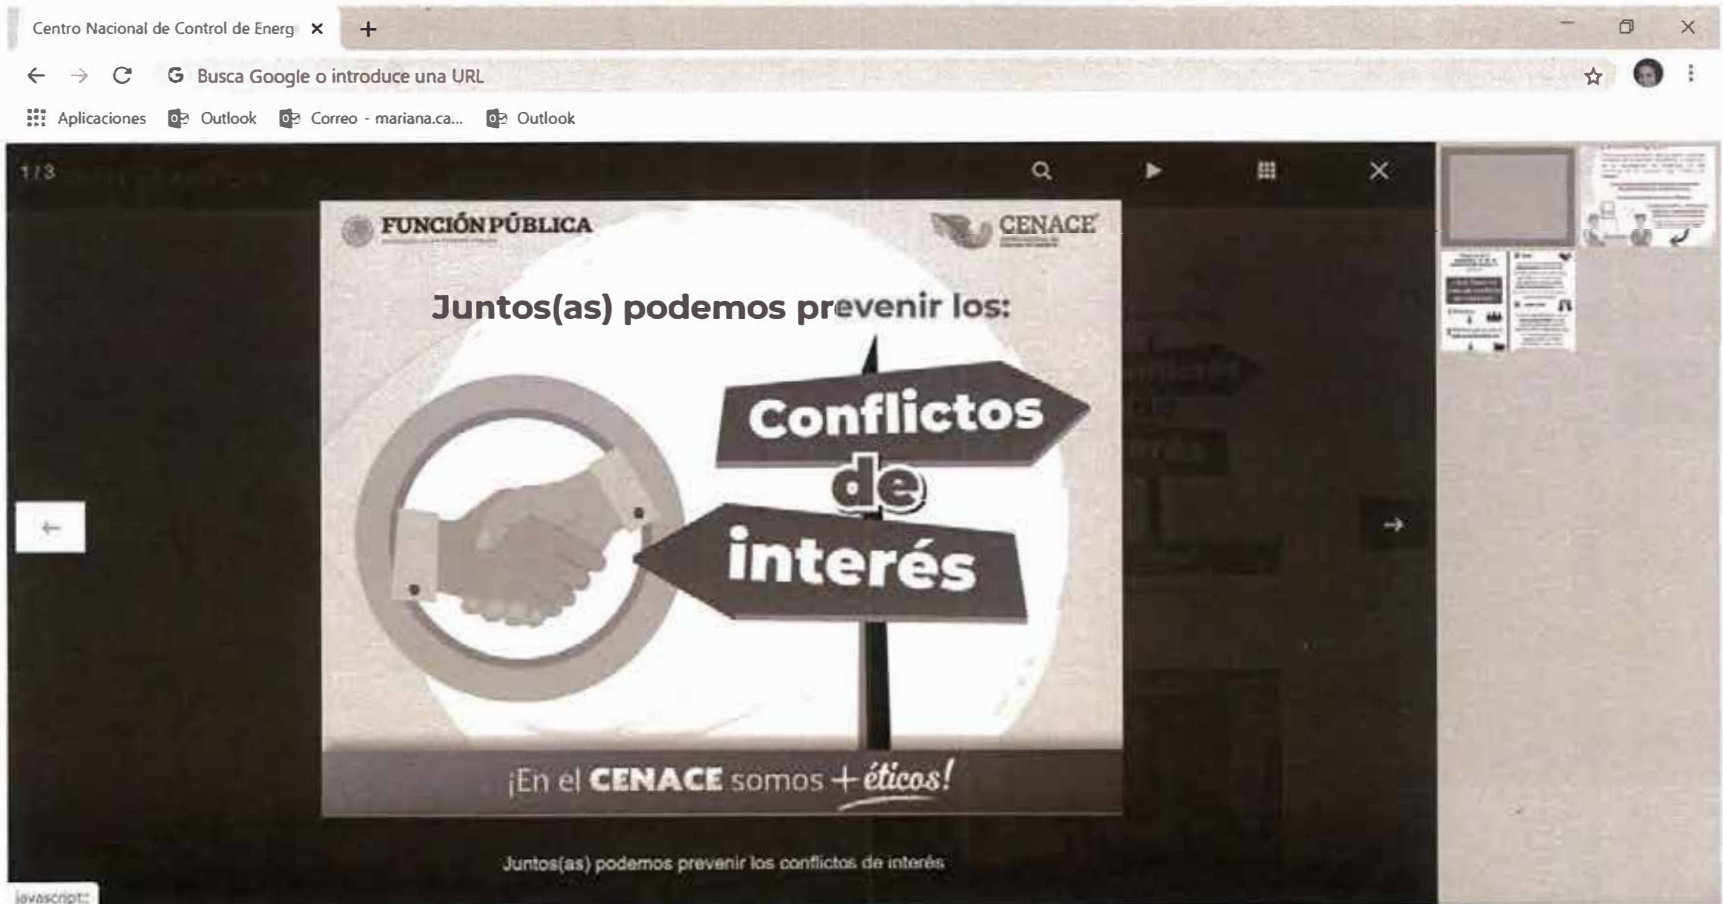 Centro Nacional de Control de Energ
G Busca Google o introduce una URL
Aplicaciones Outlook Correo - mariana.ca... Outlook
1/3
FUNCIÓN PÚBLICA
CENACE
Juntos(as) podemos prevenir los:
Conflictos
de
interés
¡En el CENACE somos + éticos!
Juntos(as) podemos prevenir los conflictos de interés
javascript:;